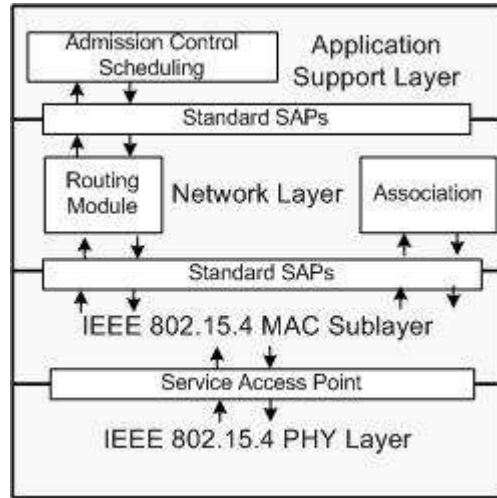 Admission Control
Scheduling
Application
Support Layer
Standard SAPs
Routing
Module
Network Layer
Association
Standard SAPs
IEEE 802.15.4 MAC Sublayer
Service Access Point
IEEE 802.15.4 PHY Layer